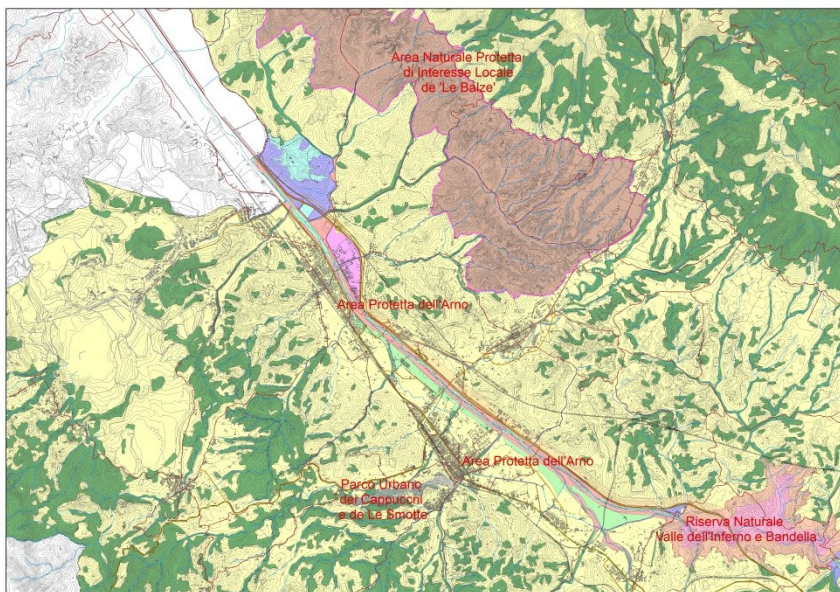 Area Naturale Protetta
di Interesse Locale
de 'Le Balze'
Area Protetta dell'Arno
Area Protetta dell'Arno
Parco Urbano
dei Cappuccini
e de Le Smotte
Riserva Naturale
Valle dell'Inferno e Bandella